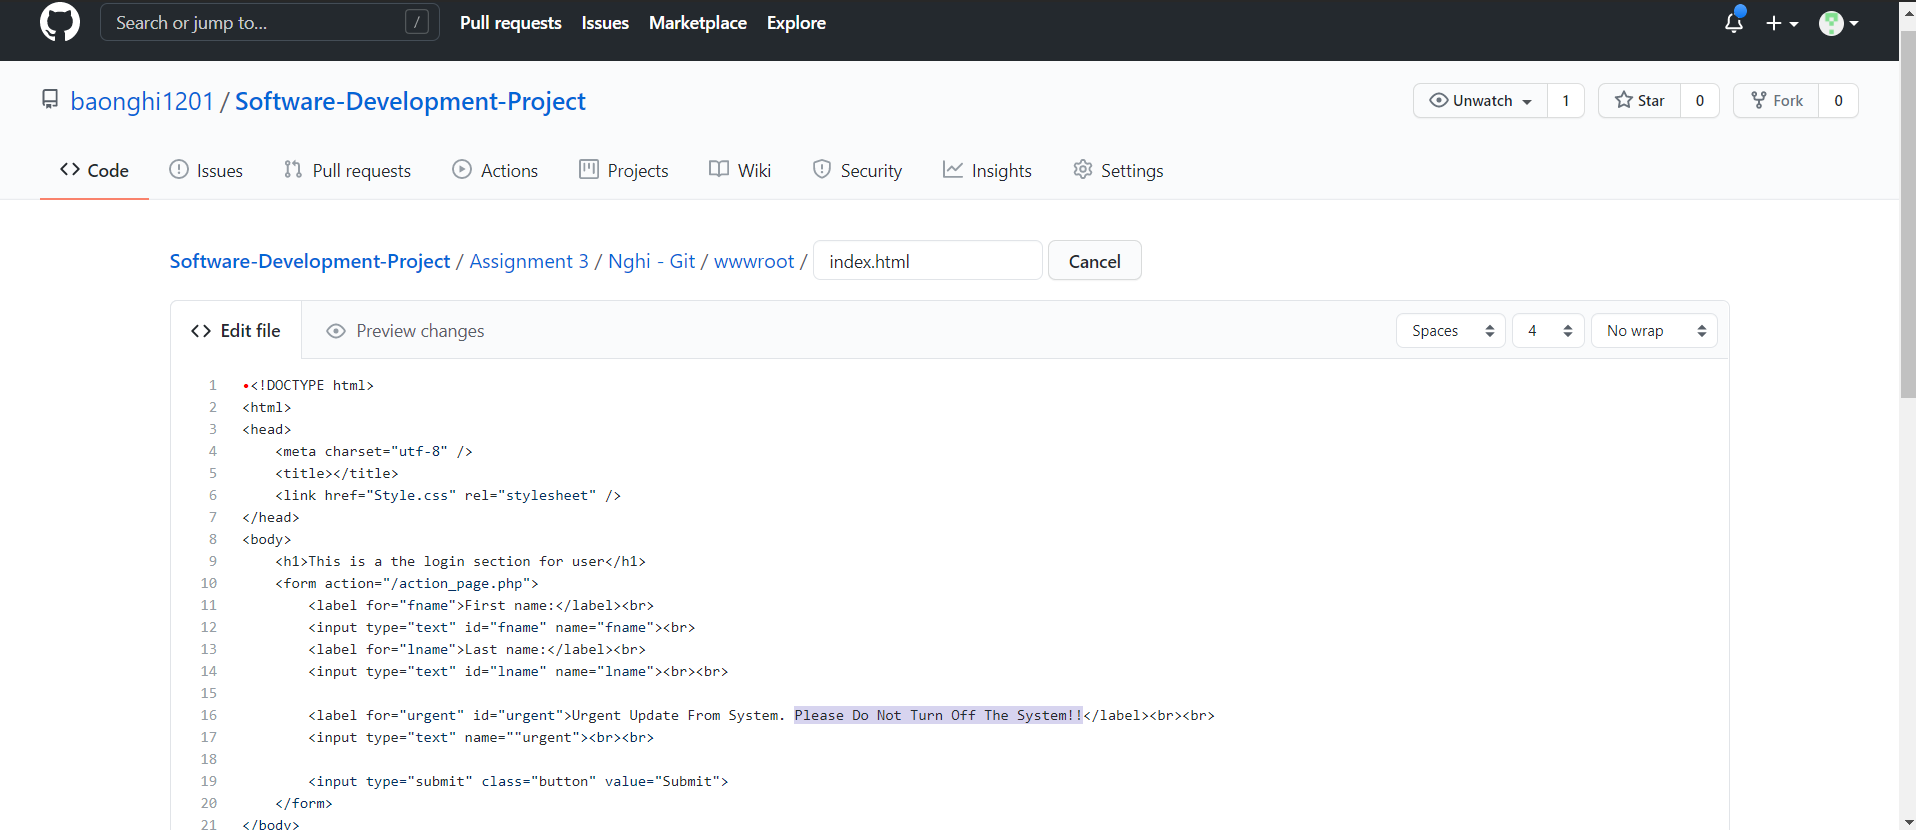 Search or jump to... /
Pull requests Issues Marketplace Explore
baonghi1201 / Software-Development-Project
Unwatch 1 Star 0 Fork 0
Code Issues Pull requests Actions Projects Wiki Security Insights Settings
Software-Development-Project / Assignment 3 / Nghi - Git / wwwroot / index.html Cancel
Edit file Preview changes Spaces 4 No wrap
1 •<!DOCTYPE html>
2 <html>
3 <head>
4 <meta charset="utf-8" />
5 <title></title>
6 <link href="Style.css" rel="stylesheet" />
7 </head>
8 <body>
9 <h1>This is a the login section for user</h1>
10 <form action="/action_page.php">
11 <label for="fname">First name:</label><br>
12 <input type="text" id="fname" name="fname"><br>
13 <label for="lname">Last name:</label><br>
14 <input type="text" id="lname" name="lname"><br><br>
15
16 <label for="urgent" id="urgent">Urgent Update From System. Please Do Not Turn Off The System!!</label><br><br>
17 <input type="text" name=""urgent"><br><br>
18
19 <input type="submit" class="button" value="Submit">
20 </form>
21 </body>